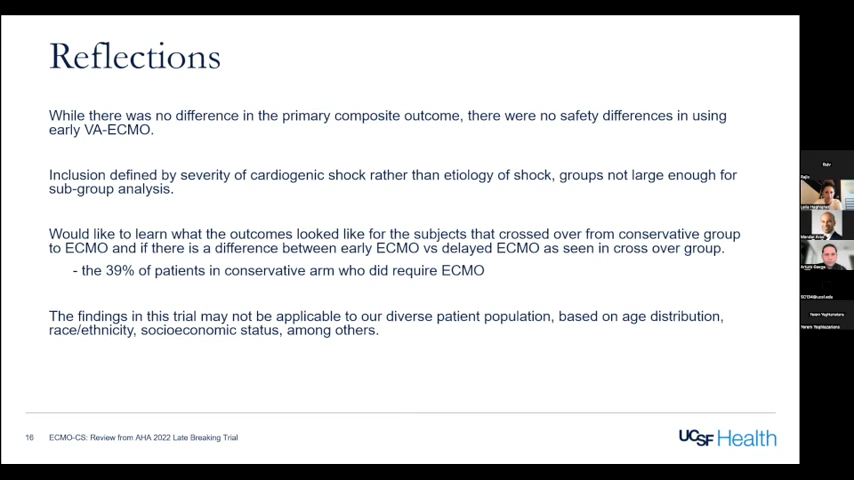 Reflections
While there was no difference in the primary composite outcome, there were no safety differences in using
early VA-ECMO.
Inclusion defined by severity of cardiogenic shock rather than etiology of shock, groups not large enough for
sub-group analysis.
Would like to learn what the outcomes looked like for the subjects that crossed over from conservative group
to ECMO and if there is a difference between early ECMO vs delayed ECMO as seen in cross over group.
- the 39% of patients in conservative arm who did require ECMO
The findings in this trial may not be applicable to our diverse patient population, based on age distribution,
race/ethnicity, socioeconomic status, among others.
16 ECMO-CS: Review from AHA 2022 Late Breaking Trial
UCSF Health